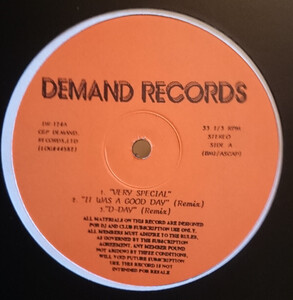 DEMAND RECORDS
33 1/3 RPM
STEREO
SIDE A
(BMI/ASCAP)
1. "VERY SPECIAL"
2. "IT WAS A GOOD DAY" (Remix)
3. "D-DAY" (Remix)
ALL MATERIALS ON THIS RECORD ARE DESIGNED
FOR DJ AND CLUB SUBSCRIPTION USE ONLY.
ALL MEMBERS MUST ADHERE TO THE RULES,
AS GOVERNED BY THE SUBSCRIPTION
AGREEMENT. ANY MEMBERS FOUND
NOT ABIDING BY THESE CONDITIONS,
WILL VOID FUTURE SUBSCRIPTION
USE. THIS RECORD IS NOT
INTENDED FOR RESALE